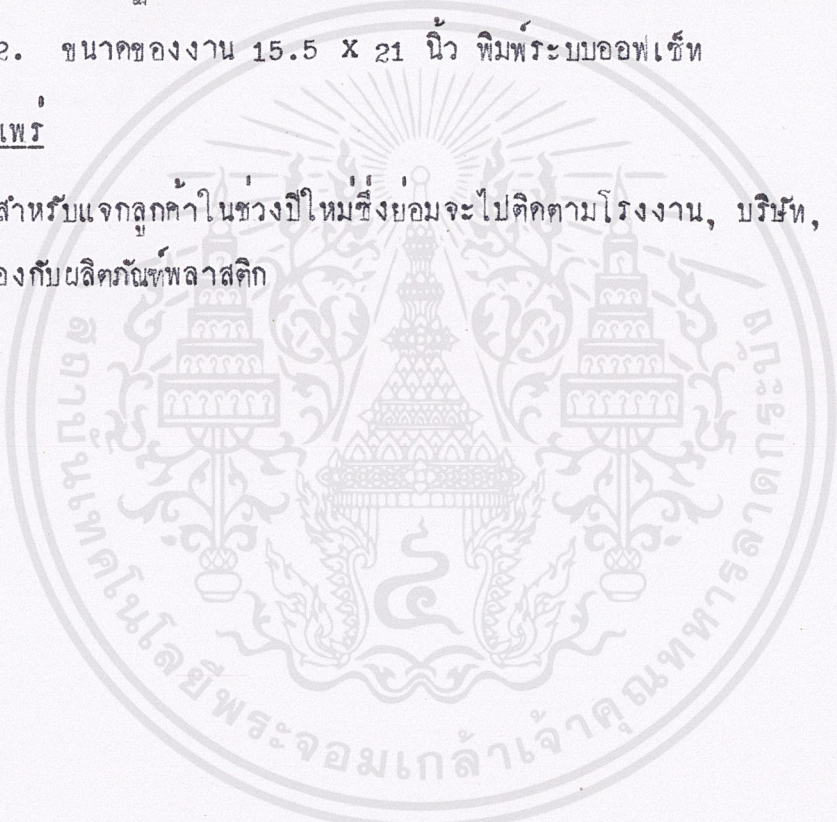 2. ขนาดของงาน 15.5 X 21 นิ้ว พิมพ์ระบบออฟเซ็ท
แพร่
สำหรับแจกลูกค้าในช่วงปีใหม่ซึ่งย่อมจะไปติดตามโรงงาน, บริษัท,
องกับผลิตภัณฑ์พลาสติก
สถาบันเทคโนโลยีพระจอมเกล้าเจ้าคุณทหารลาดกระบัง